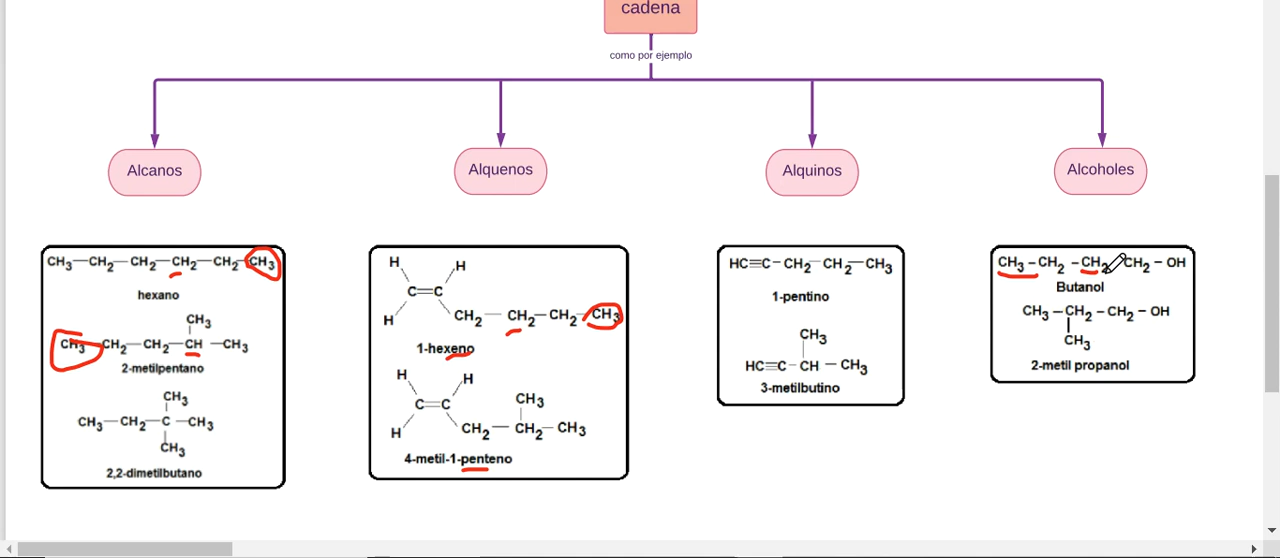 cadena
como por ejemplo
Alcanos
Alquenos
Alquinos
Alcoholes
CH3—CH2—CH2—CH2—CH2—CH3
hexano
CH3
CH3—CH2—CH2—CH—CH3
2-metilpentano
CH3
CH3—CH2—C—CH3
CH3
2,2-dimetilbutano
H H
C=C
H CH2—CH2—CH2—CH3
1-hexeno
H H
C=C CH3
H CH2—CH2—CH3
4-metil-1-penteno
HC≡C—CH2—CH2—CH3
1-pentino
CH3
HC≡C-CH—CH3
3-metilbutino
CH3-CH2-CH2-CH2-OH
Butanol
CH3-CH2-CH2-OH
CH3
2-metil propanol